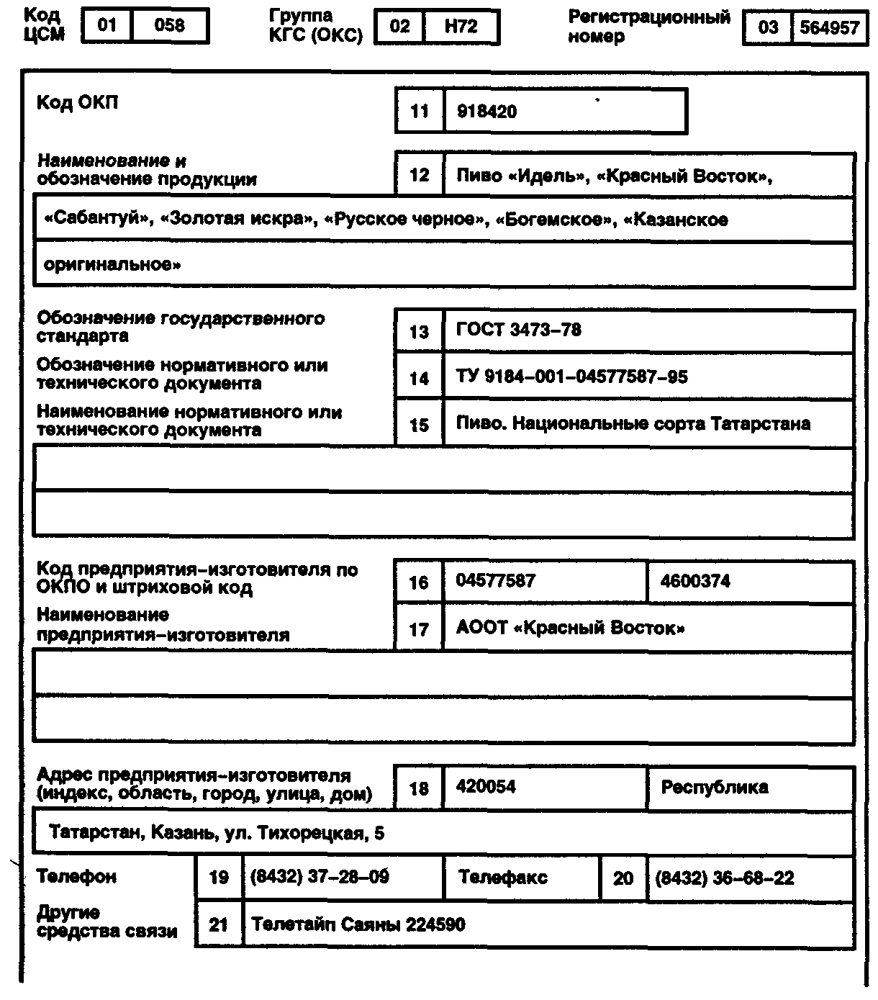 Код ЦСМ 01 058 Группа КГС (ОКС) 02 Н72 Регистрационный номер 03 564957
Код ОКП 11 918420
Наименование и
обозначение продукции 12 Пиво «Идель», «Красный Восток»,
«Сабантуй», «Золотая искра», «Русское черное», «Богемское», «Казанское
оригинальное»
Обозначение государственного
стандарта 13 ГОСТ 3473–78
Обозначение нормативного или
технического документа 14 ТУ 9184–001–04577587–95
Наименование нормативного или
технического документа 15 Пиво. Национальные сорта Татарстана
Код предприятия–изготовителя по
ОКПО и штриховой код 16 04577587 4600374
Наименование
предприятия–изготовителя 17 АООТ «Красный Восток»
Адрес предприятия–изготовителя
(индекс, область, город, улица, дом) 18 420054 Республика
Татарстан, Казань, ул. Тихорецкая, 5
Телефон 19 (8432) 37–28–09 Телефакс 20 (8432) 36–68–22
Другие
средства связи 21 Телетайп Саяны 224590